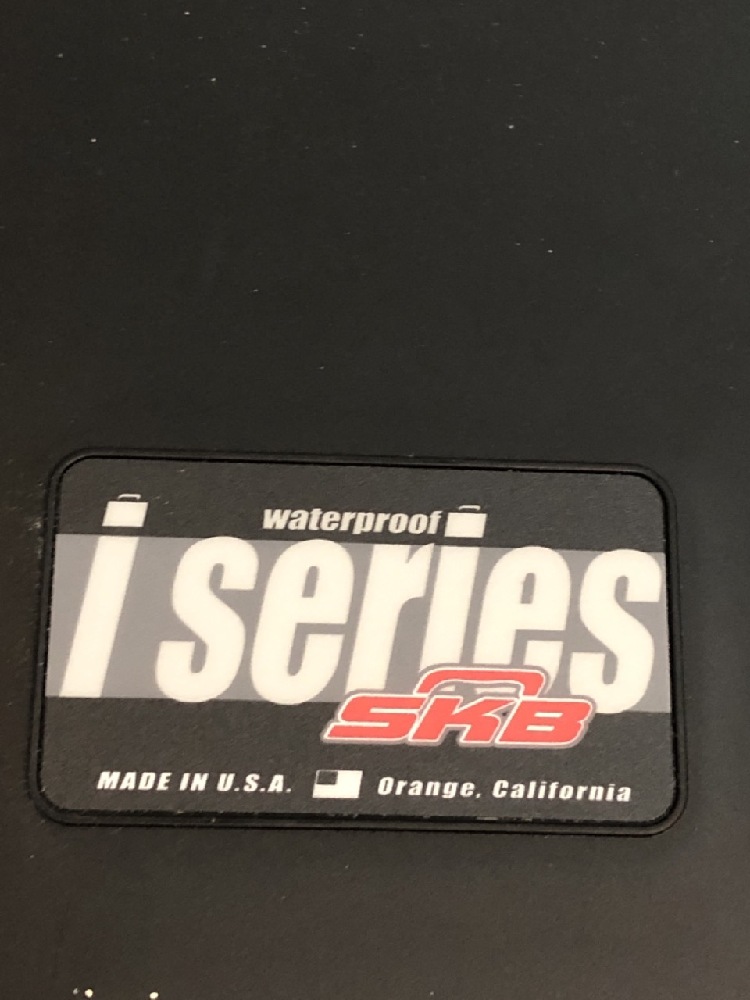 waterproof
i series
SKB
MADE IN U.S.A. Orange, California